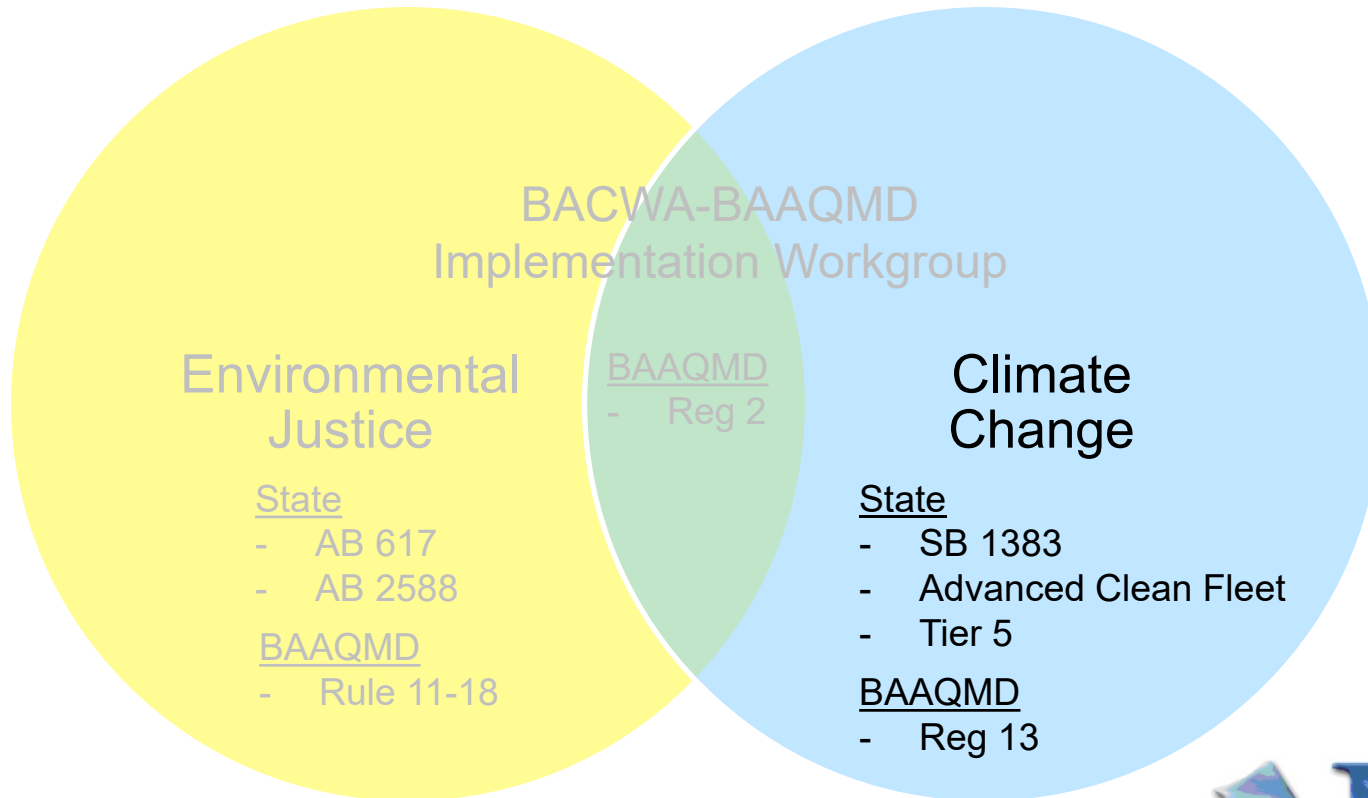 BACWA-BAAQMD
Implementation Workgroup
Environmental
Justice
State
- AB 617
- AB 2588
BAAQMD
- Rule 11-18
BAAQMD
- Reg 2
Climate
Change
State
- SB 1383
- Advanced Clean Fleet
- Tier 5
BAAQMD
- Reg 13